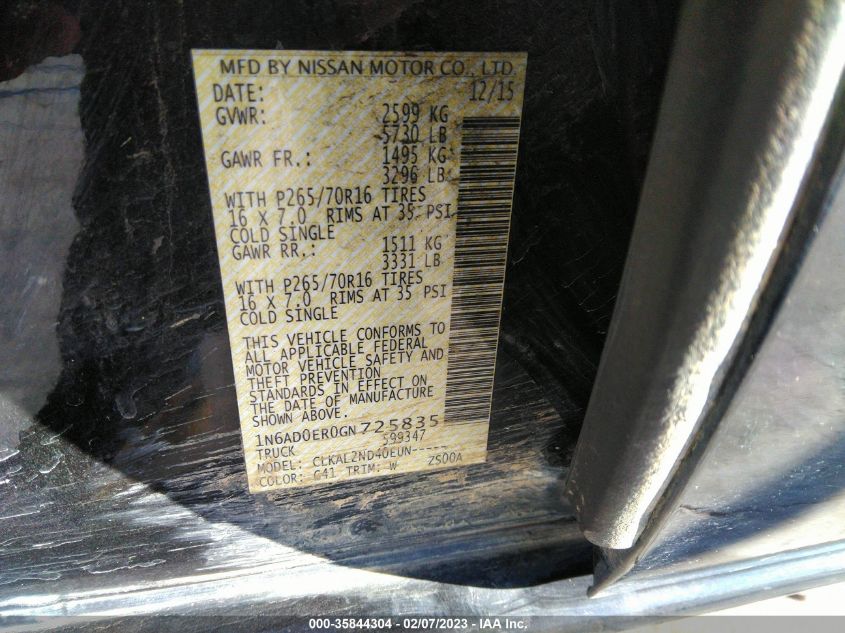 MFD BY NISSAN MOTOR CO., LTD.
DATE: 12/15
GVWR: 2599 KG
5730 LB
GAWR FR.: 1495 KG
3296 LB
WITH P265/70R16 TIRES
16 X 7.0 RIMS AT 35 PSI
COLD SINGLE
GAWR RR.: 1511 KG
3331 LB
WITH P265/70R16 TIRES
16 X 7.0 RIMS AT 35 PSI
COLD SINGLE
THIS VEHICLE CONFORMS TO
ALL APPLICABLE FEDERAL
MOTOR VEHICLE SAFETY AND
THEFT PREVENTION
STANDARDS IN EFFECT ON
THE DATE OF MANUFACTURE
SHOWN ABOVE.
1N6AD0ER0GN725835
TRUCK 599347
MODEL: CLKAL2ND40EUN-----
COLOR: G41 TRIM: W ZS00A
000-35844304 - 02/07/2023 - IAA Inc.